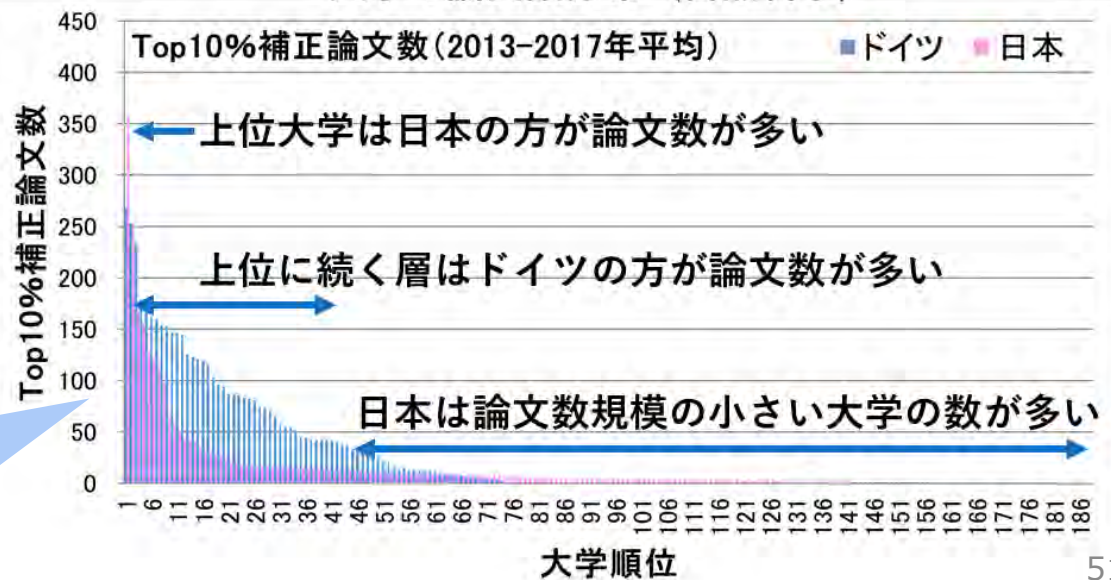 Top10%補正論文数(2013-2017年平均) ■ドイツ ■日本
Top10%補正論文数
450
400
350
300
250
200
150
100
50
0
上位大学は日本の方が論文数が多い
上位に続く層はドイツの方が論文数が多い
日本は論文数規模の小さい大学の数が多い
1 6 11 16 21 26 31 36 41 46 51 56 61 66 71 76 81 86 91 96 101 106 111 116 121 126 131 136 141 146 151 156 161 166 171 176 181 186
大学順位